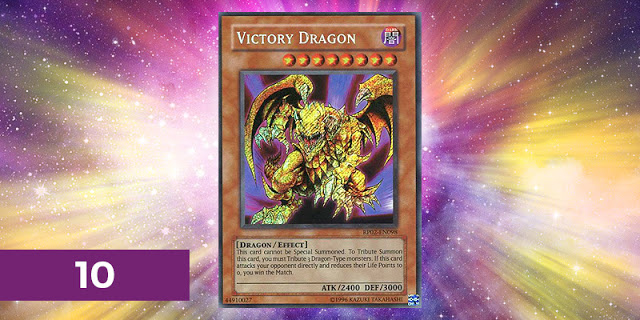 VICTORY DRAGON
闇
RP02-EN098
[DRAGON / EFFECT]
This card cannot be Special Summoned. To Tribute Summon
this card, you must Tribute 3 Dragon-Type monsters. If this card
attacks your opponent directly and reduces their Life Points to
0, you win the Match.
ATK/2400 DEF/3000
44910027
©1996 KAZUKI TAKAHASHI
10